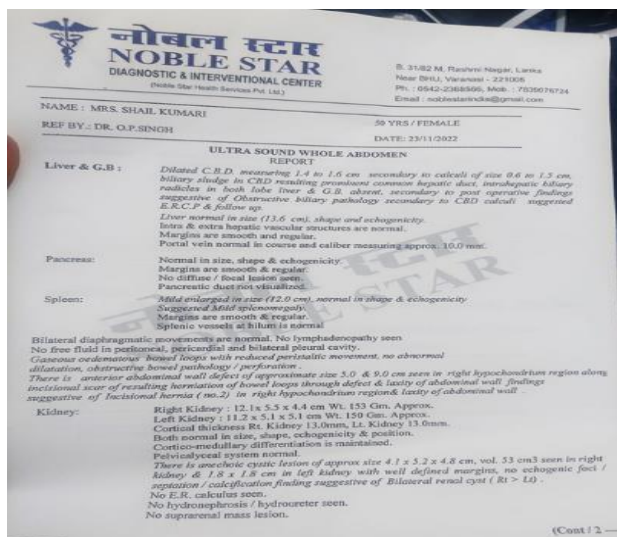 नोबल स्टार
NOBLE STAR
DIAGNOSTIC & INTERVENTIONAL CENTER
(Noble Star Health Services Pvt. Ltd.)
B. 31/82 M, Rashmi Nagar, Lanka
Near BHU, Varanasi - 221005
Ph. : 0542-2368566, Mob. : 7839076724
Email : noblestarindia@gmail.com
NAME : MRS. SHAIL KUMARI
50 YRS / FEMALE
REF BY.: DR. O.P.SINGH
DATE: 23/11/2022
ULTRA SOUND WHOLE ABDOMEN
REPORT
Liver & G.B : Dilated C.B.D. measuring 1.4 to 1.6 cm secondary to calculi of size 0.6 to 1.5 cm,
biliary sludge in CBD resulting prominent common hepatic duct, intrahepatic biliary
radicles in both lobe liver & G.B. absent, secondary to post operative findings
suggestive of Obstructive biliary pathology secondary to CBD calculi suggested
E.R.C.P & follow up.
Liver normal in size (13.6 cm), shape and echogenicity.
Intra & extra hepatic vascular structures are normal.
Margins are smooth and regular.
Portal vein normal in course and caliber measuring approx. 10.0 mm.
Pancreas: Normal in size, shape & echogenicity.
Margins are smooth & regular.
No diffuse / focal lesion seen.
Pancreatic duct not visualized.
Spleen: Mild enlarged in size (12.0 cm), normal in shape & echogenicity
Suggested Mild splenomegaly.
Margins are smooth & regular.
Splenic vessels at hilum is normal
नोबल स्टार
NOBLE STAR
Bilateral diaphragmatic movements are normal. No lymphadenopathy seen
No free fluid in peritoneal, pericardial and bilateral pleural cavity.
Gaseous oedematous bowel loops with reduced peristaltic movement, no abnormal
dilatation, obstructive bowel pathology / perforation .
There is anterior abdominal wall defect of approximate size 5.0 & 9.0 cm seen in right hypochondrium region along
incisional scar of resulting herniation of bowel loops through defect & laxity of abdominal wall findings
suggestive of Incisional hernia ( no.2) in right hypochondrium region& laxity of abdominal wall .
Kidney: Right Kidney : 12.1x 5.5 x 4.4 cm Wt. 153 Gm. Approx.
Left Kidney : 11.2 x 5.1 x 5.1 cm Wt. 150 Gm. Approx.
Cortical thickness Rt. Kidney 13.0mm, Lt. Kidney 13.0mm.
Both normal in size, shape, echogenicity & position.
Cortico-medullary differentiation is maintained.
Pelvicalyceal system normal.
There is anechoic cystic lesion of approx size 4.1 x 5.2 x 4.8 cm, vol. 53 cm3 seen in right
kidney & 1.8 x 1.8 cm in left kidney with well defined margins, no echogenic foci /
septation / calcification finding suggestive of Bilateral renal cyst ( Rt > Lt) .
No E.R. calculus seen.
No hydronephrosis / hydroureter seen.
No suprarenal mass lesion.
(Cont / 2 —